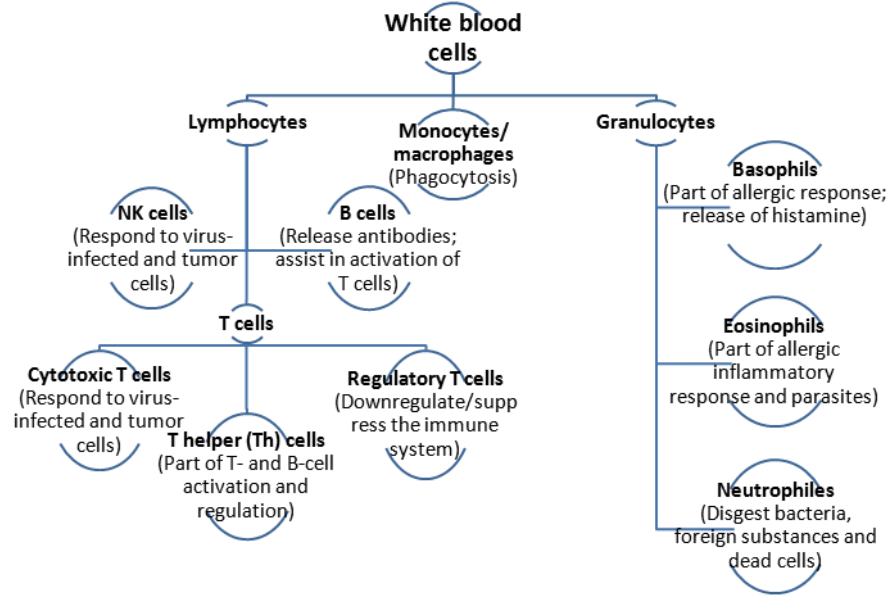 White blood
cells
Lymphocytes
Monocytes/
macrophages
(Phagocytosis)
Granulocytes
NK cells
(Respond to virus-
infected and tumor
cells)
B cells
(Release antibodies;
assist in activation of
T cells)
T cells
Cytotoxic T cells
(Respond to virus-
infected and tumor
cells)
T helper (Th) cells
(Part of T- and B-cell
activation and
regulation)
Regulatory T cells
(Downregulate/supp
ress the immune
system)
Basophils
(Part of allergic response;
release of histamine)
Eosinophils
(Part of allergic
inflammatory
response and parasites)
Neutrophiles
(Disgest bacteria,
foreign substances and
dead cells)